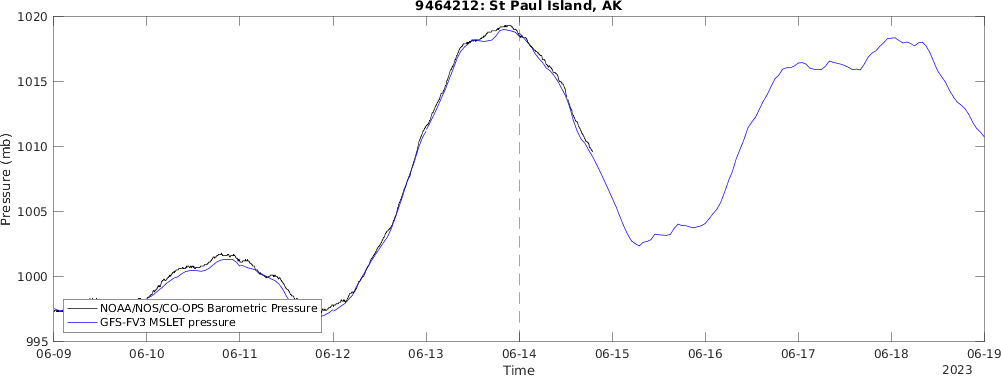 9464212: St Paul Island, AK
1020
1015
1010
1005
1000
995
Pressure (mb)
NOAA/NOS/CO-OPS Barometric Pressure
GFS-FV3 MSLET pressure
06-09 06-10 06-11 06-12 06-13 06-14 06-15 06-16 06-17 06-18 06-19
Time
2023